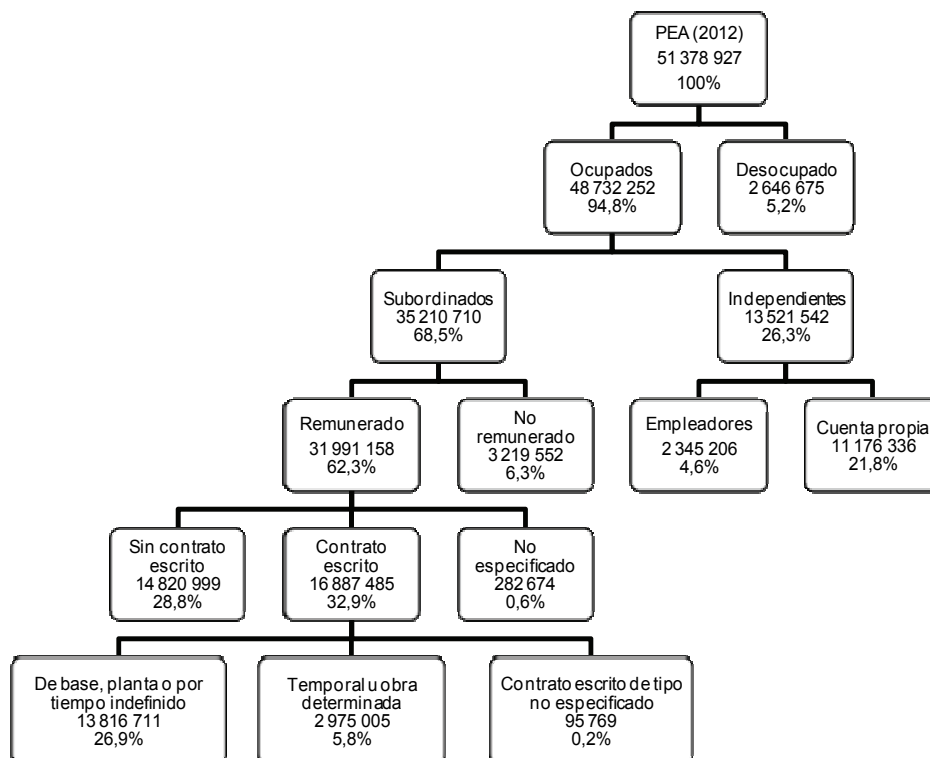 PEA (2012)
51 378 927
100%
Ocupados
48 732 252
94,8%
Desocupado
2 646 675
5,2%
Subordinados
35 210 710
68,5%
Independientes
13 521 542
26,3%
Remunerado
31 991 158
62,3%
No
remunerado
3 219 552
6,3%
Empleadores
2 345 206
4,6%
Cuenta propia
11 176 336
21,8%
Sin contrato
escrito
14 820 999
28,8%
Contrato
escrito
16 887 485
32,9%
No
especificado
282 674
0,6%
De base, planta o por
tiempo indefinido
13 816 711
26,9%
Temporal u obra
determinada
2 975 005
5,8%
Contrato escrito de tipo
no especificado
95 769
0,2%